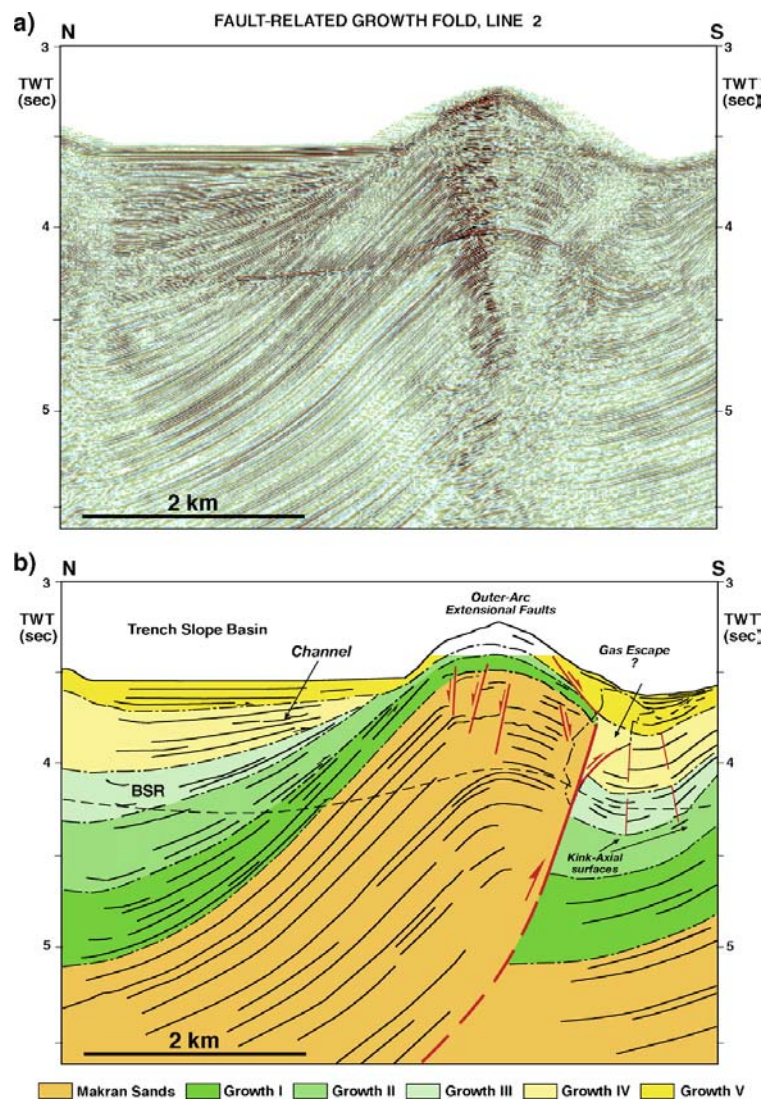 FAULT-RELATED GROWTH FOLD, LINE 2
a)
N
S
3
3
TWT
(sec)
TWT
(sec)
4
4
5
5
2 km
b)
N
S
3
3
TWT
(sec)
TWT
(sec)
Outer-Arc
Extensional Faults
Trench Slope Basin
Channel
Gas Escape
?
4
4
BSR
Kink-Axial
surfaces
5
5
2 km
Makran Sands
Growth I
Growth II
Growth III
Growth IV
Growth V